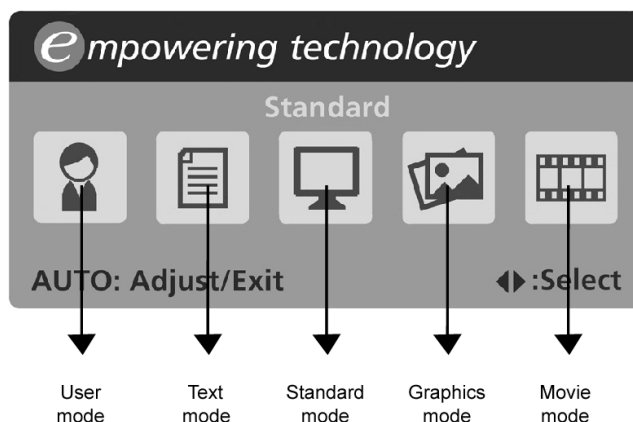 empowering technology
Standard
AUTO: Adjust/Exit
:Select
User mode
Text mode
Standard mode
Graphics mode
Movie mode